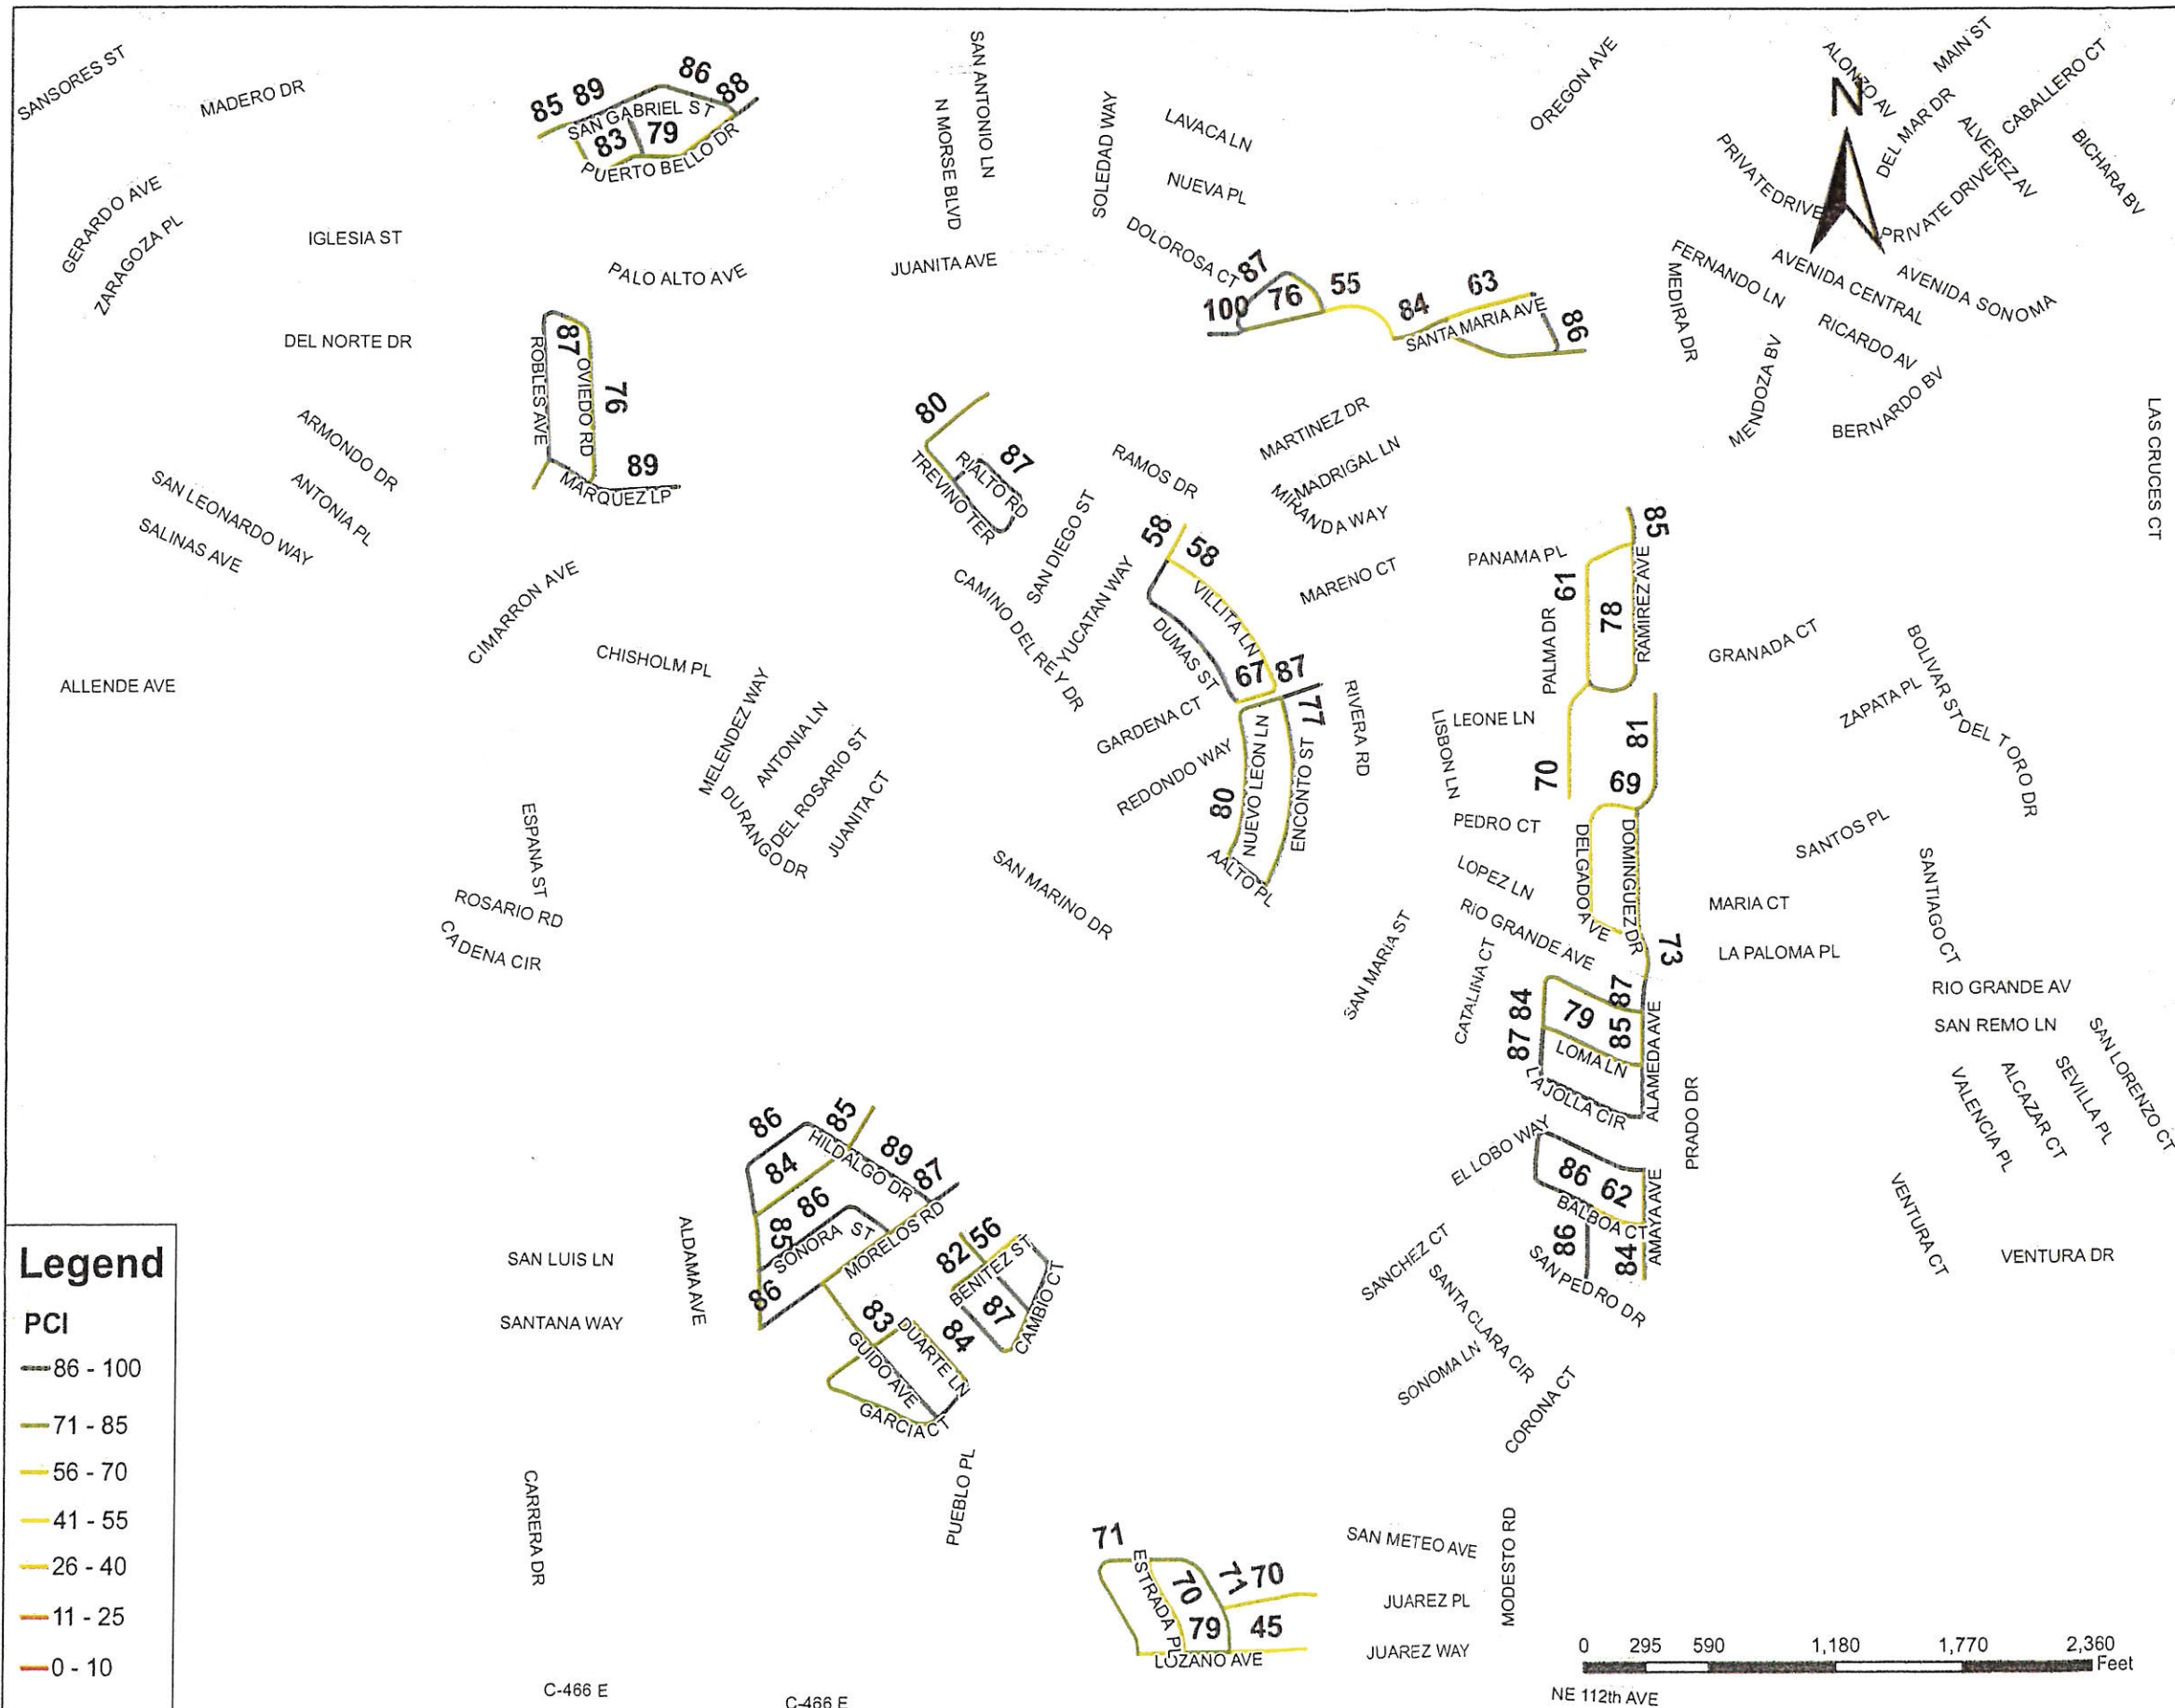 SANSORES ST
MADERO DR
85
89
86
88
SAN GABRIEL ST
83
79
PUERTO BELLO DR
SAN ANTONIO LN
N MORSE BLVD
SOLEDAD WAY
LAVACA LN
NUEVA PL
OREGON AVE
ALONZO AV
MAIN ST
N
DEL MAR DR
CABALLERO CT
ALVEREZ AV
BICHARA BV
PRIVATE DRIVE
PRIVATE DRIVE
GERARDO AVE
ZARAGOZA PL
IGLESIA ST
PALO ALTO AVE
JUANITA AVE
DOLOROSA CT
87
100
76
55
84
63
SANTA MARIA AVE
86
FERNANDO LN
MEDIRA DR
AVENIDA CENTRAL
AVENIDA SONOMA
RICARDO AV
MENDOZA BV
BERNARDO BV
LAS CRUCES CT
DEL NORTE DR
ROBLES AVE
87
OVIEDO RD
76
89
MARQUEZ LP
ARMONDO DR
ANTONIA PL
SAN LEONARDO WAY
SALINAS AVE
80
87
RIALTO RD
TREVINO TER
RAMOS DR
MARTINEZ DR
MADRIGAL LN
MIRANDA WAY
SAN DIEGO ST
YUCATAN WAY
CAMINO DEL REY DR
58
58
VILLITA LN
DUMAS ST
67
87
77
MARENO CT
PANAMA PL
85
61
78
RAMIREZ AVE
PALMA DR
GRANADA CT
BOLIVAR ST
ZAPATA PL
DEL TORO DR
CIMARRON AVE
CHISHOLM PL
ALLENDE AVE
MELENDEZ WAY
ANTONIA LN
DEL ROSARIO ST
DURANGO DR
JUANITA CT
GARDENA CT
REDONDO WAY
80
NUEVO LEON LN
ENCONTO ST
AALTO PL
RIVERA RD
LISBON LN
LEONE LN
70
81
69
PEDRO CT
LOPEZ LN
DELGADO AVE
DOMINGUEZ DR
SANTOS PL
ESPANA ST
ROSARIO RD
CADENA CIR
SAN MARINO DR
SAN MARIA ST
RIO GRANDE AVE
CATALINA CT
73
MARIA CT
LA PALOMA PL
SANTIAGO CT
RIO GRANDE AV
SAN REMO LN
SAN LORENZO CT
SEVILLA PL
ALCAZAR CT
VALENCIA PL
84
87
79
87
85
LOMA LN
LA JOLLA CIR
ALAMEDA AVE
PRADO DR
EL LOBO WAY
86
62
BALBOA CT
AMAYA AVE
86
84
SAN PEDRO DR
VENTURA CT
VENTURA DR
86
85
HILDALGO DR
84
89
87
86
85
SONORA ST
MORELOS RD
86
ALDAMA AVE
SAN LUIS LN
SANTANA WAY
82
56
BENITEZ ST
87
CAMBIO CT
84
83
DUARTE LN
GUIDO AVE
GARCIA CT
SANCHEZ CT
SANTA CLARA CIR
SONOMA LN
CORONA CT
CARRERA DR
PUEBLO PL
71
ESTRADA PL
70
71
70
79
45
LOZANO AVE
SAN METEO AVE
JUAREZ PL
JUAREZ WAY
MODESTO RD
Legend
PCI
86 - 100
71 - 85
56 - 70
41 - 55
26 - 40
11 - 25
0 - 10
0 295 590 1,180 1,770 2,360
Feet
NE 112th AVE
C-466 E
C-466 E